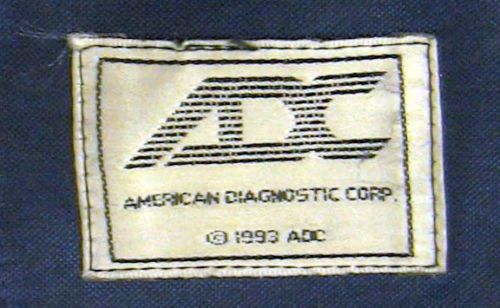 ADC
AMERICAN DIAGNOSTIC CORP.
© 1993 ADC